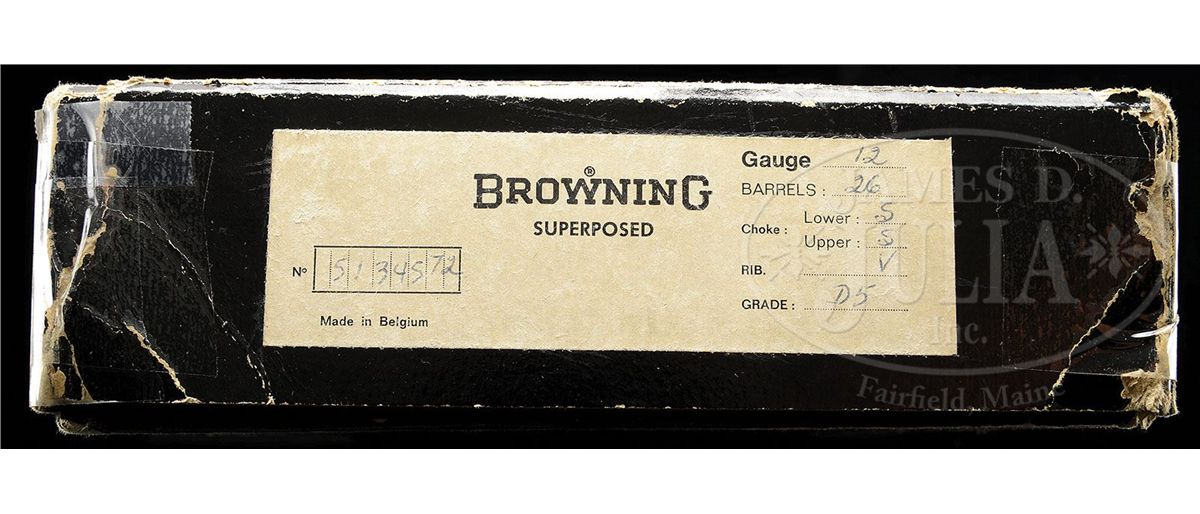 BROWNING®
SUPERPOSED
Nº 5134572
Made in Belgium
Gauge 12
BARRELS : 26
Choke :
Lower : S
Upper : S
RIB. V
GRADE : D5
JAMES D.
JULIA
Inc.
Fairfield, Maine